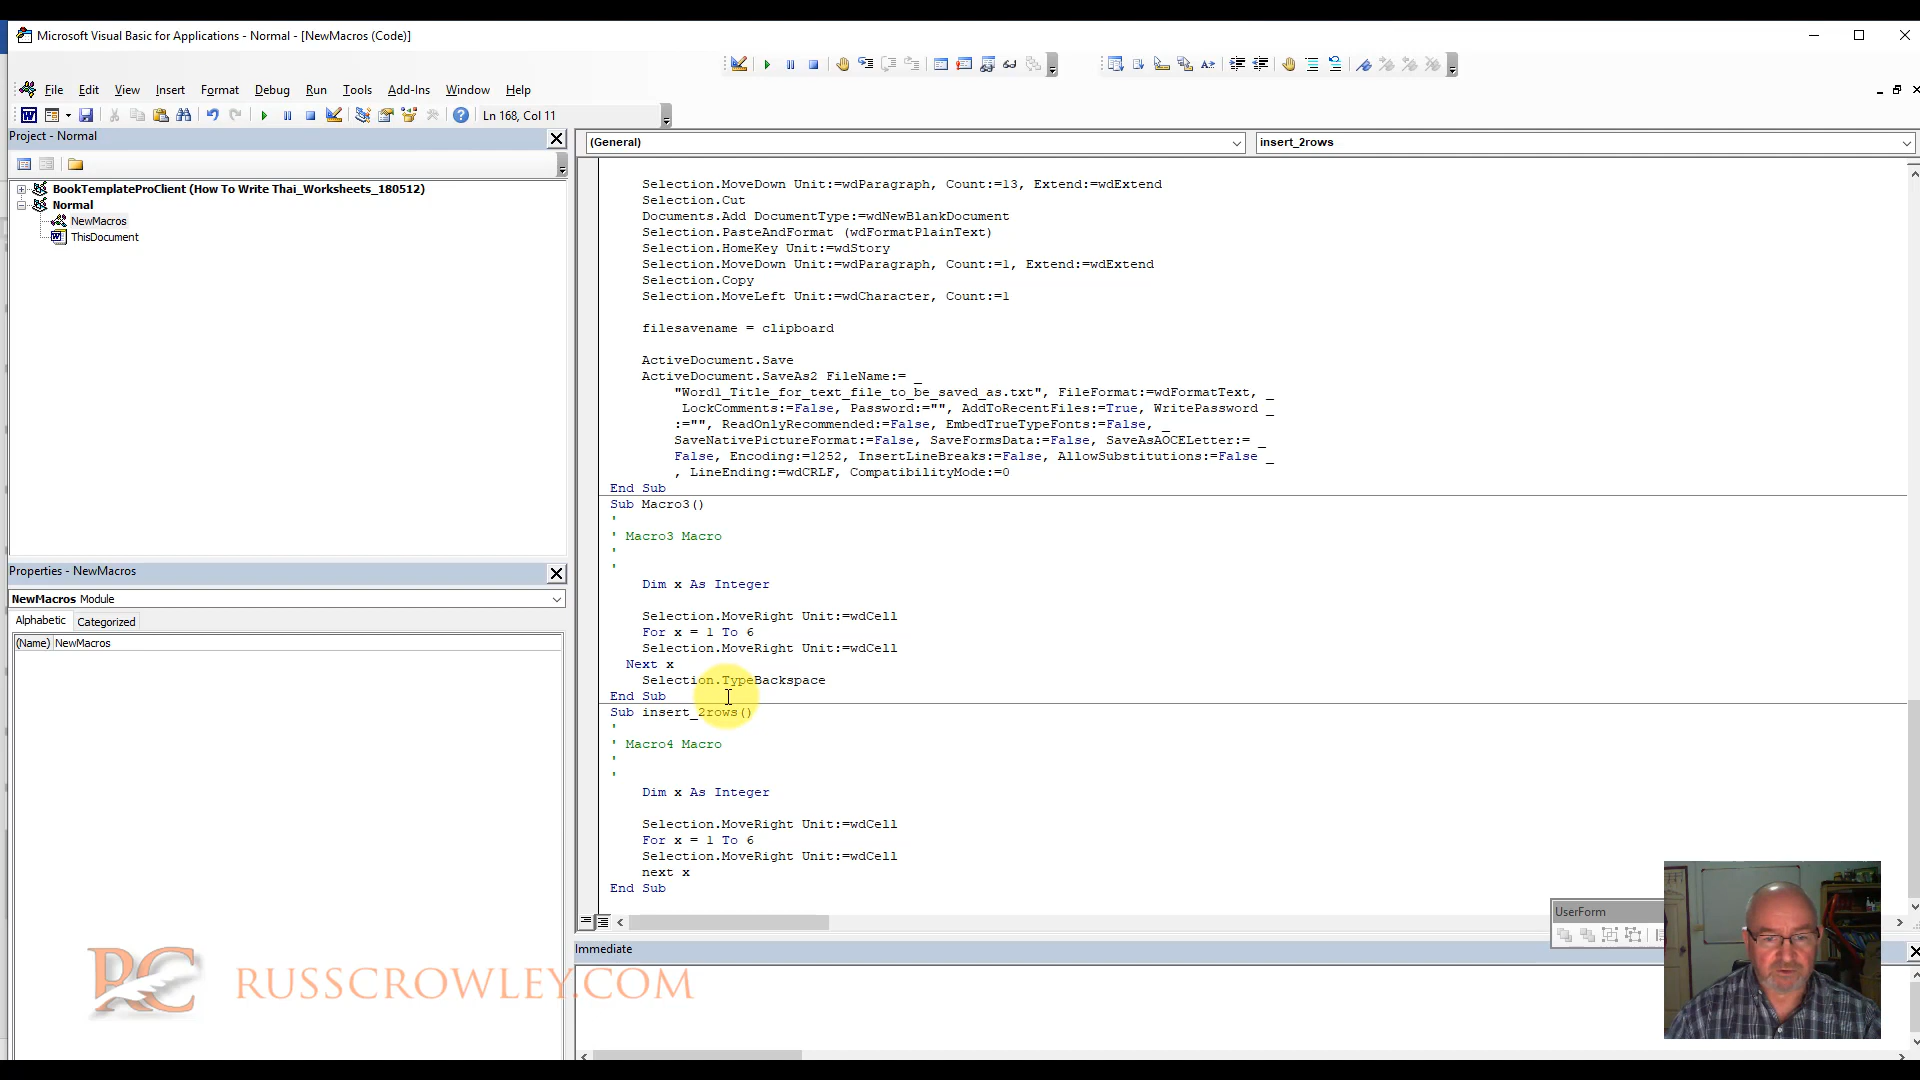 Microsoft Visual Basic for Applications - Normal - [NewMacros (Code)]
File Edit View Insert Format Debug Run Tools Add-Ins Window Help
Ln 168, Col 11
Project - Normal
BookTemplateProClient (How To Write Thai_Worksheets_180512)
Normal
NewMacros
ThisDocument
Properties - NewMacros
NewMacros Module
Alphabetic Categorized
(Name) NewMacros
(General) insert_2rows
Selection.MoveDown Unit:=wdParagraph, Count:=13, Extend:=wdExtend
Selection.Cut
Documents.Add DocumentType:=wdNewBlankDocument
Selection.PasteAndFormat (wdFormatPlainText)
Selection.HomeKey Unit:=wdStory
Selection.MoveDown Unit:=wdParagraph, Count:=1, Extend:=wdExtend
Selection.Copy
Selection.MoveLeft Unit:=wdCharacter, Count:=1
filesavename = clipboard
ActiveDocument.Save
ActiveDocument.SaveAs2 FileName:= _
"Word1_Title_for_text_file_to_be_saved_as.txt", FileFormat:=wdFormatText, _
LockComments:=False, Password:="", AddToRecentFiles:=True, WritePassword _
:="", ReadOnlyRecommended:=False, EmbedTrueTypeFonts:=False, _
SaveNativePictureFormat:=False, SaveFormsData:=False, SaveAsAOCELetter:= _
False, Encoding:=1252, InsertLineBreaks:=False, AllowSubstitutions:=False _
, LineEnding:=wdCRLF, CompatibilityMode:=0
End Sub
Sub Macro3()
'
' Macro3 Macro
'
'
Dim x As Integer
Selection.MoveRight Unit:=wdCell
For x = 1 To 6
Selection.MoveRight Unit:=wdCell
Next x
Selection.TypeBackspace
End Sub
Sub insert_2rows()
'
' Macro4 Macro
'
'
Dim x As Integer
Selection.MoveRight Unit:=wdCell
For x = 1 To 6
Selection.MoveRight Unit:=wdCell
next x
End Sub
UserForm
Immediate
RC RUSSCROWLEY.COM